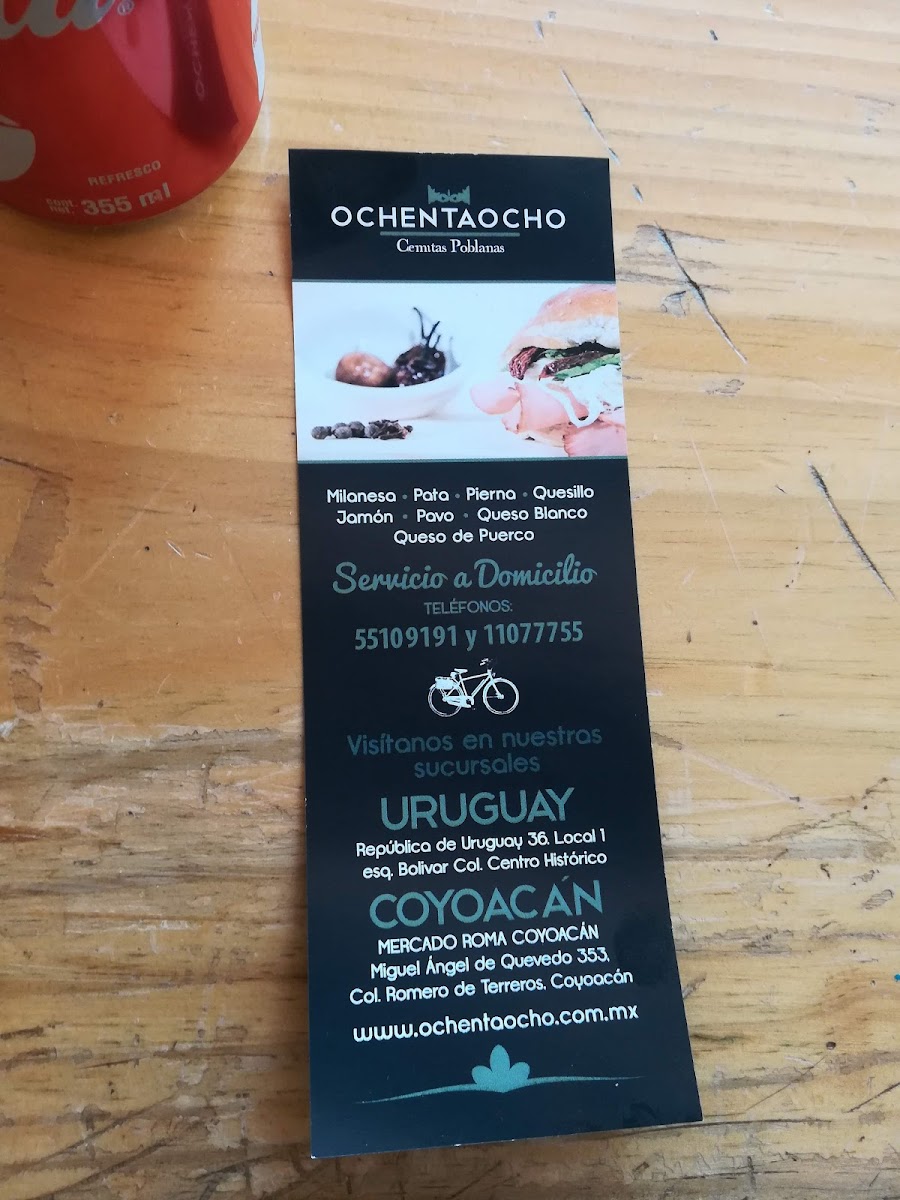 REFRESCO
CONT. NET. 355 ml
OCHENTAOCHO
Cemitas Poblanas
Milanesa • Pata • Pierna • Quesillo
Jamón • Pavo • Queso Blanco
Queso de Puerco
Servicio a Domicilio
TELÉFONOS:
55109191 y 11077755
Visítanos en nuestras
sucursales
URUGUAY
República de Uruguay 36. Local 1
esq. Bolivar Col. Centro Histórico
COYOACÁN
MERCADO ROMA COYOACÁN
Miguel Ángel de Quevedo 353,
Col. Romero de Terreros, Coyoacán
www.ochentaocho.com.mx